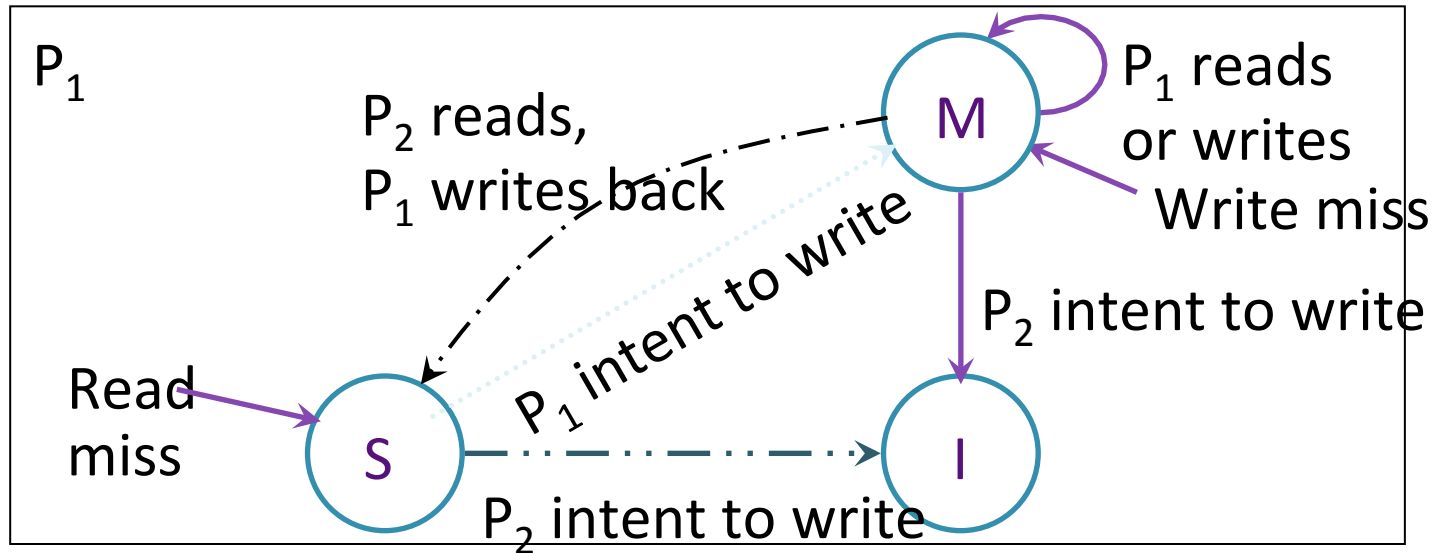 P1
P2 reads,
P1 writes back
M
P1 reads
or writes
Write miss
P1 intent to write
P2 intent to write
Read
miss
S
I
P2 intent to write